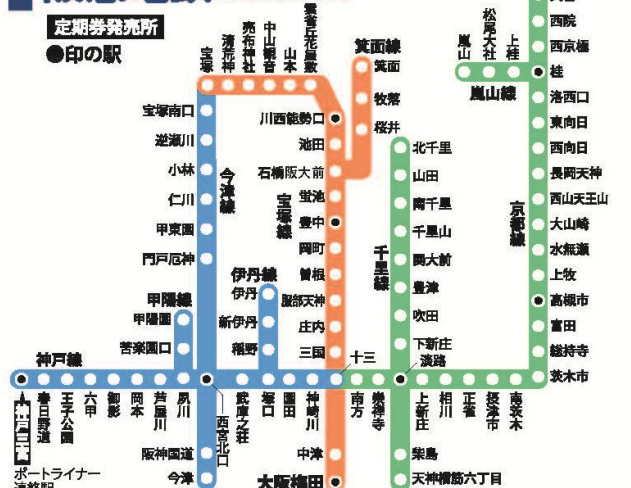 定期券発売所
●印の駅
宝塚
清荒神
売布神社
中山観音
山本
雲雀丘花屋敷
箕面線
箕面
牧落
桜井
川西能勢口
池田
石橋阪大前
蛍池
豊中
岡町
曽根
服部天神
庄内
三国
十三
宝塚線
宝塚南口
逆瀬川
小林
仁川
甲東園
門戸厄神
今津線
甲陽線
甲陽園
苦楽園口
伊丹線
伊丹
新伊丹
稲野
神戸線
春日野道
王子公園
六甲
御影
岡本
芦屋川
夙川
西宮北口
武庫之荘
塚口
園田
神崎川
阪神国道
今津
ポートライナー
中津
大阪梅田
南方
崇禅寺
淡路
上新庄
相川
正雀
摂津市
南茨木
茨木市
柴島
天神橋筋六丁目
北千里
山田
南千里
千里山
関大前
豊津
吹田
下新庄
千里線
嵐山
松尾大社
上桂
桂
嵐山線
西院
西京極
洛西口
東向日
西向日
長岡天神
西山天王山
大山崎
水無瀬
上牧
高槻市
富田
総持寺
京都線